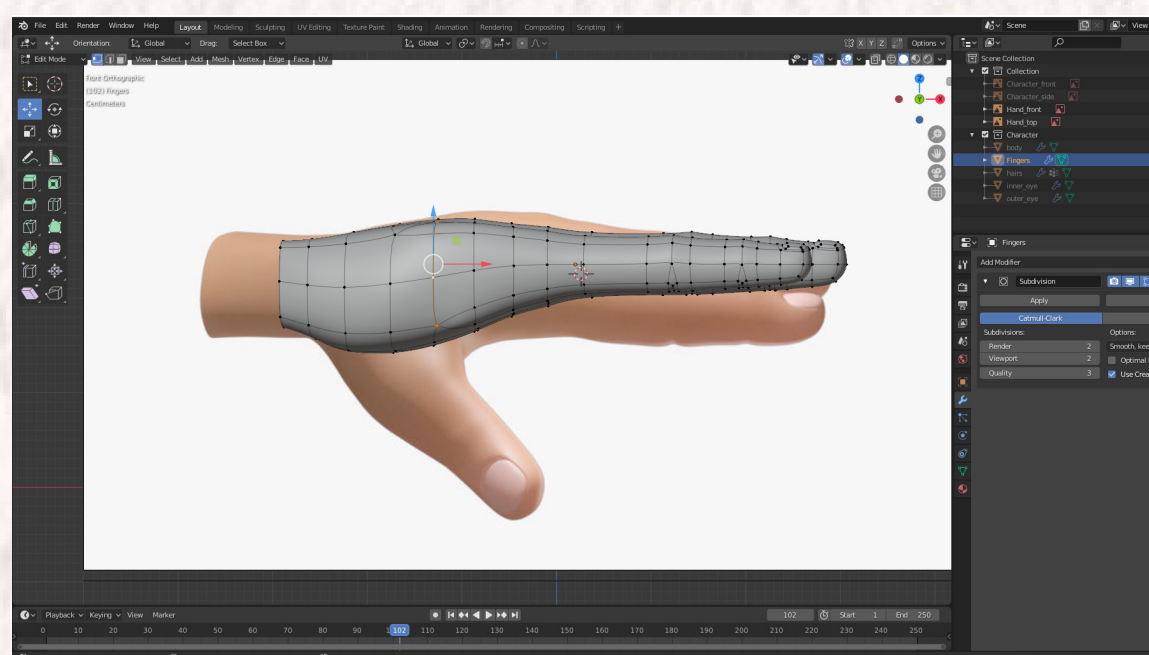 File Edit Render Window Help Layout Modeling Sculpting UV Editing Texture Paint Shading Animation Rendering Compositing Scripting + Scene View
Orientation: Global Drag: Select Box Global X Y Z Options
Edit Mode View Select Add Mesh Vertex Edge Face UV
Front Orthographic
(102) Fingers
Centimeters
Z
Y
X
Scene Collection
Collection
Character_front
Character_side
Hand_front
Hand_top
Character
body
Fingers
hairs
inner_eye
outer_eye
Fingers
Add Modifier
Subdivision
Apply
Catmull-Clark
Subdivisions: Options:
Render 2 Smooth, kee
Viewport 2 Optimal
Quality 3 Use Crea
Playback Keying View Marker 102 Start 1 End 250
0 10 20 30 40 50 60 70 80 90 102 110 120 130 140 150 160 170 180 190 200 210 220 230 240 250